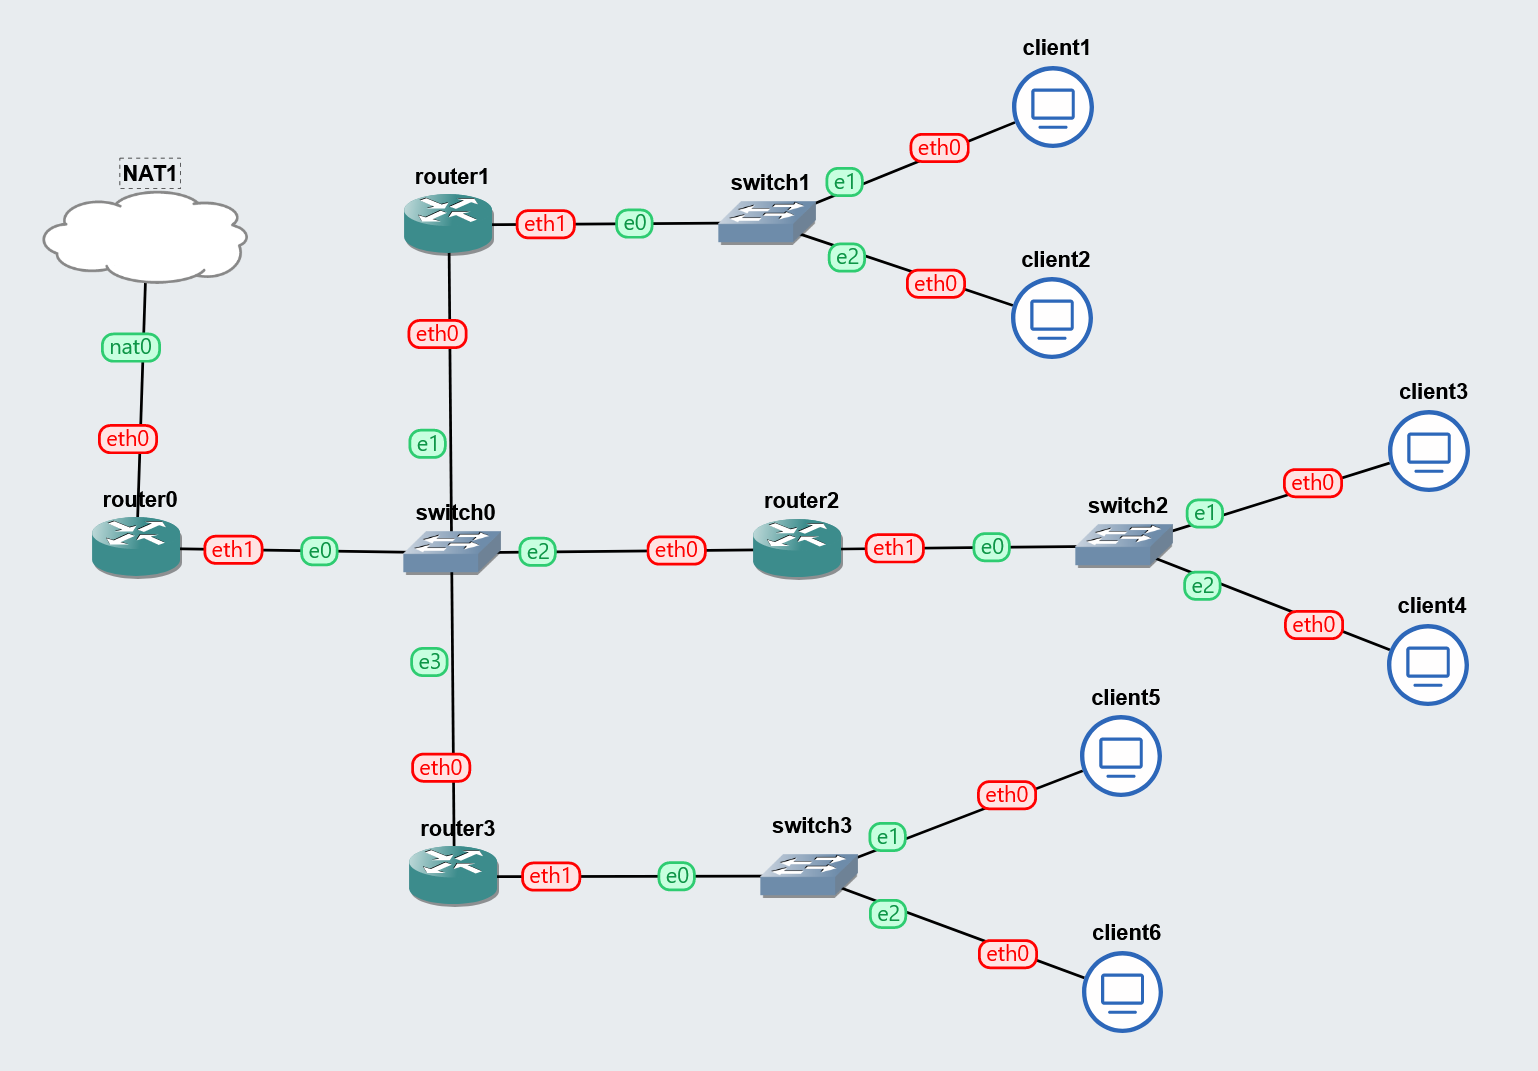 client1
NAT1
router1
eth0
switch1
e1
eth1
e0
e2
client2
eth0
eth0
nat0
client3
eth0
e1
eth0
router0
switch0
router2
switch2
e1
eth0
eth1
e0
e2
eth0
eth1
e0
e2
client4
eth0
e3
client5
eth0
eth0
router3
switch3
e1
eth1
e0
e2
client6
eth0